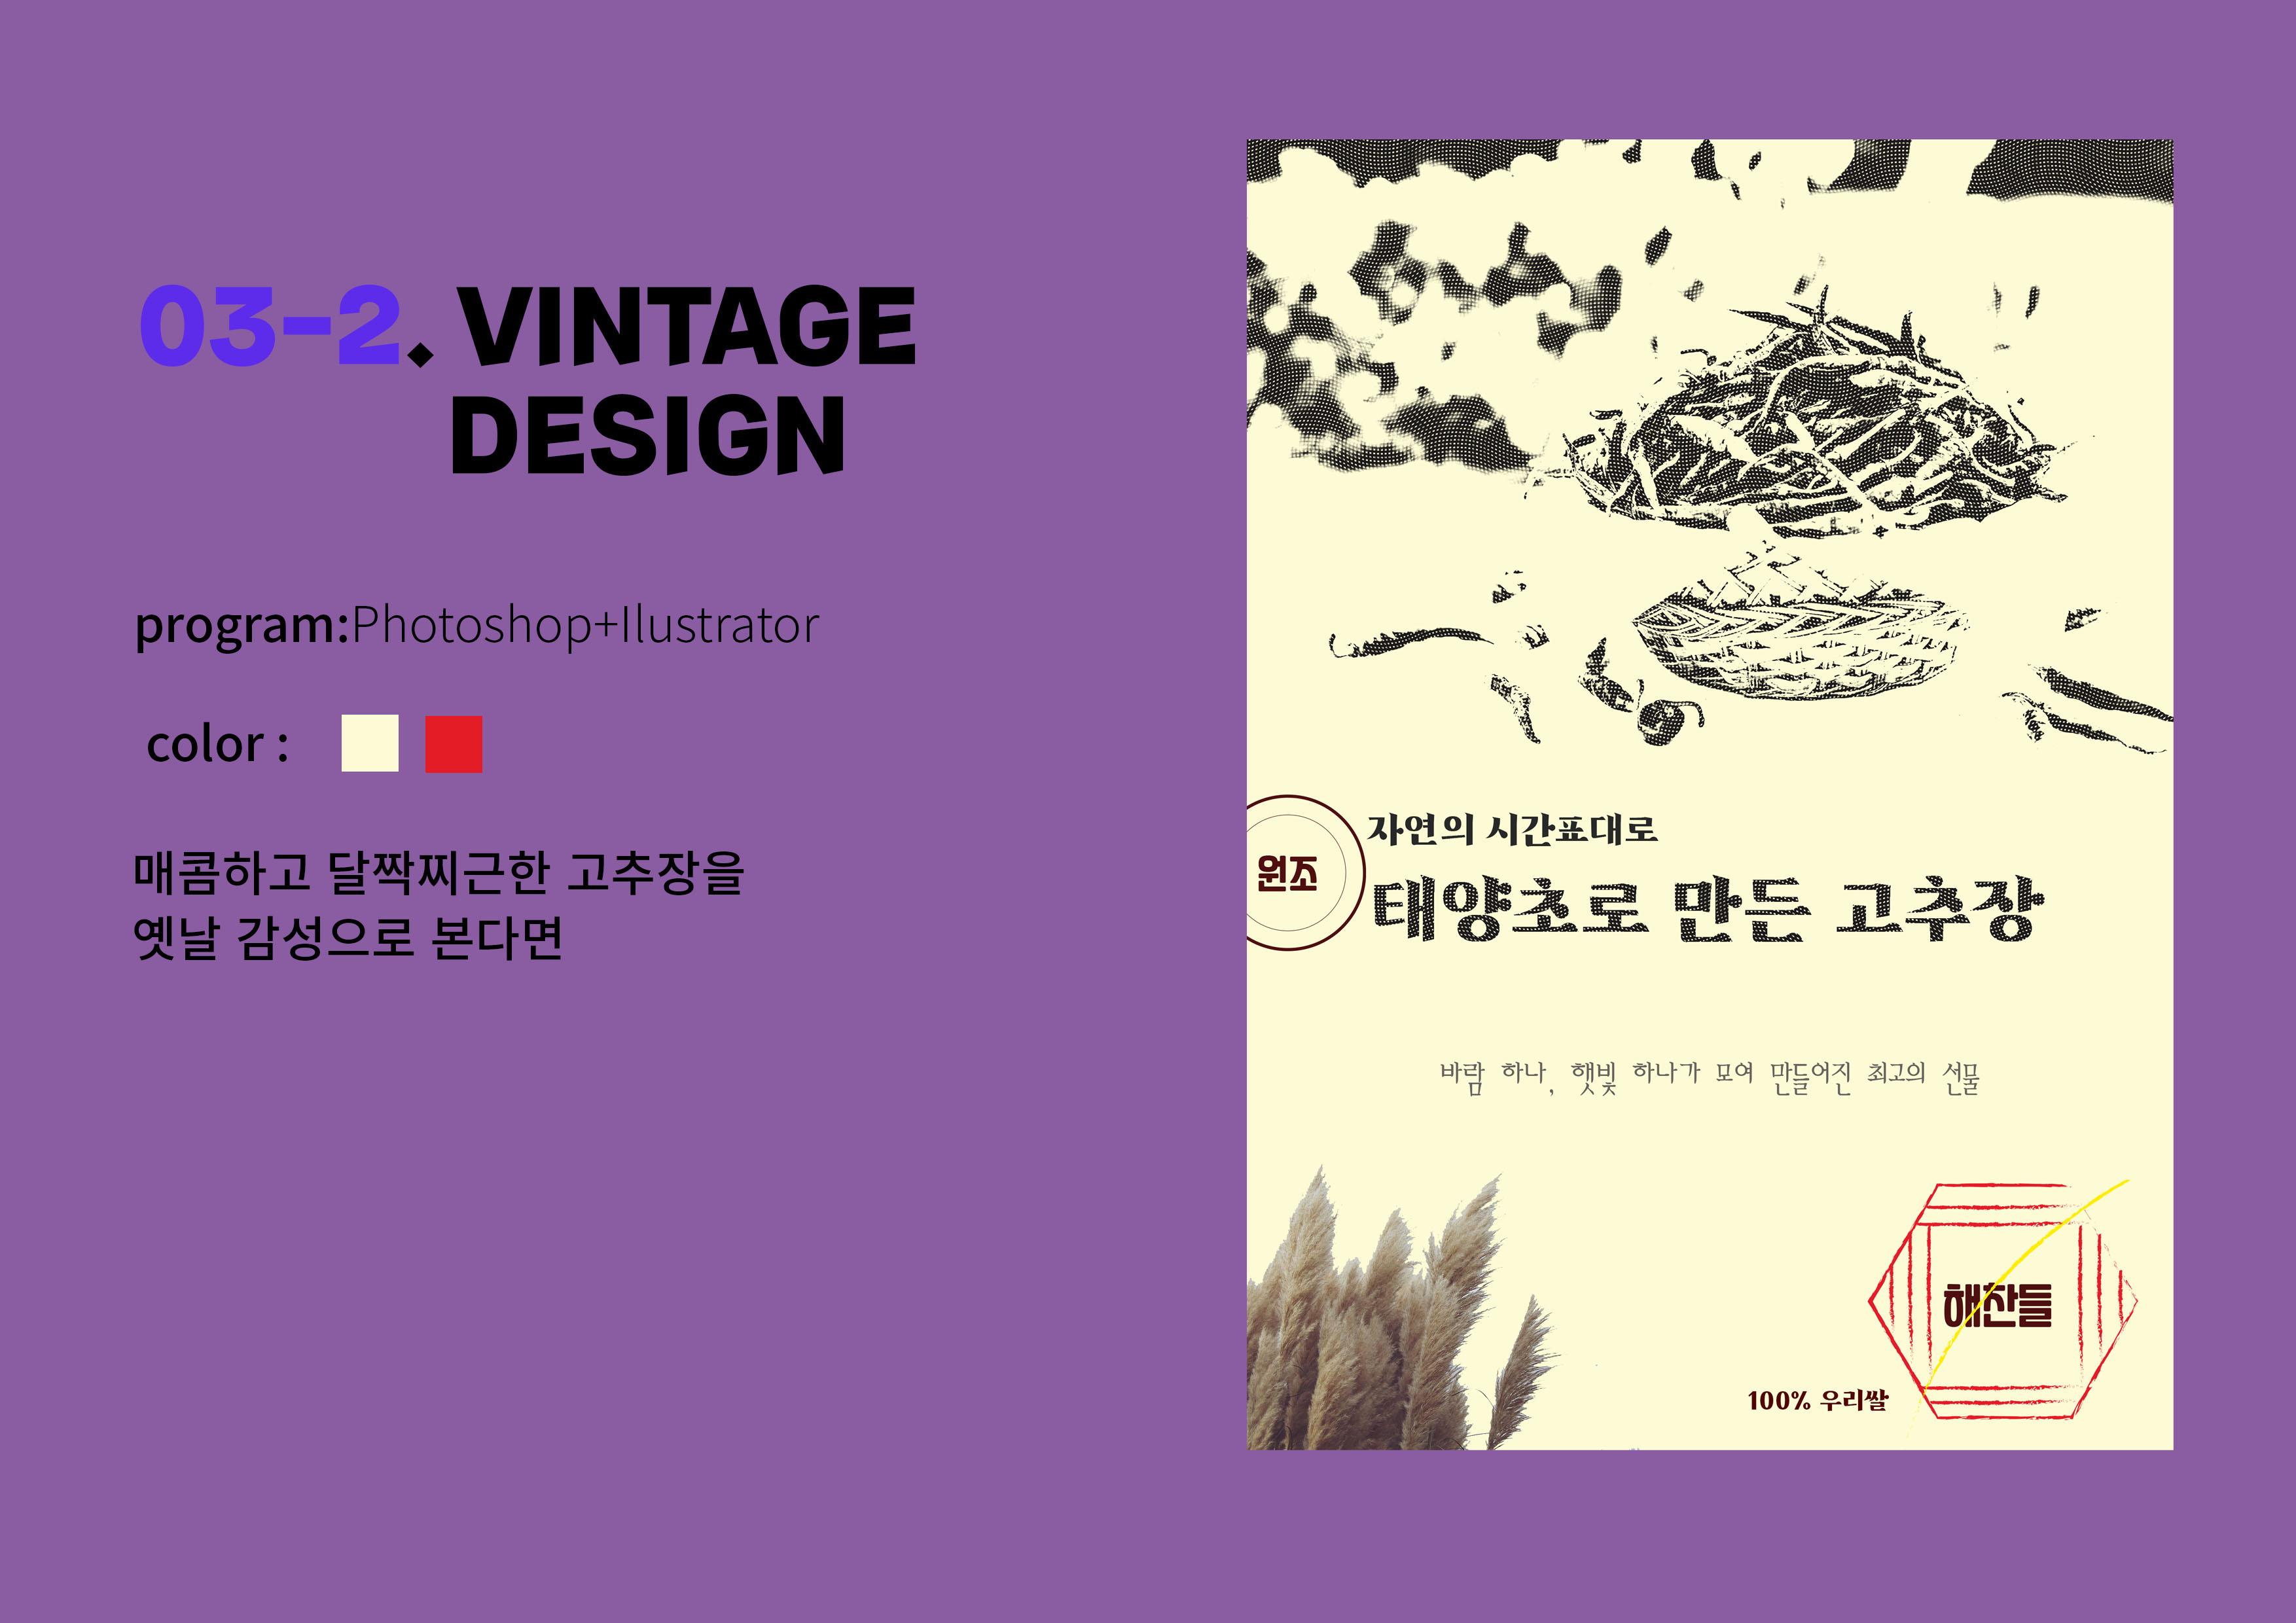 03-2. VINTAGE
DESIGN
program:Photoshop+Ilustrator
color :
매콤하고 달짝찌근한 고추장을
옛날 감성으로 본다면
원조
자연의 시간표대로
태양초로 만든 고추장
바람 하나, 햇빛 하나가 모여 만들어진 최고의 선물
해찬들
100% 우리쌀